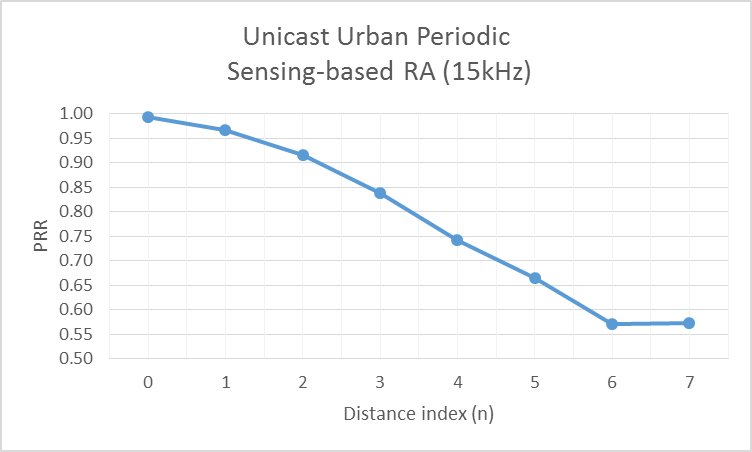 Unicast Urban Periodic
Sensing-based RA (15kHz)
1.00
0.95
0.90
0.85
0.80
0.75
0.70
0.65
0.60
0.55
0.50
PRR
0 1 2 3 4 5 6 7
Distance index (n)